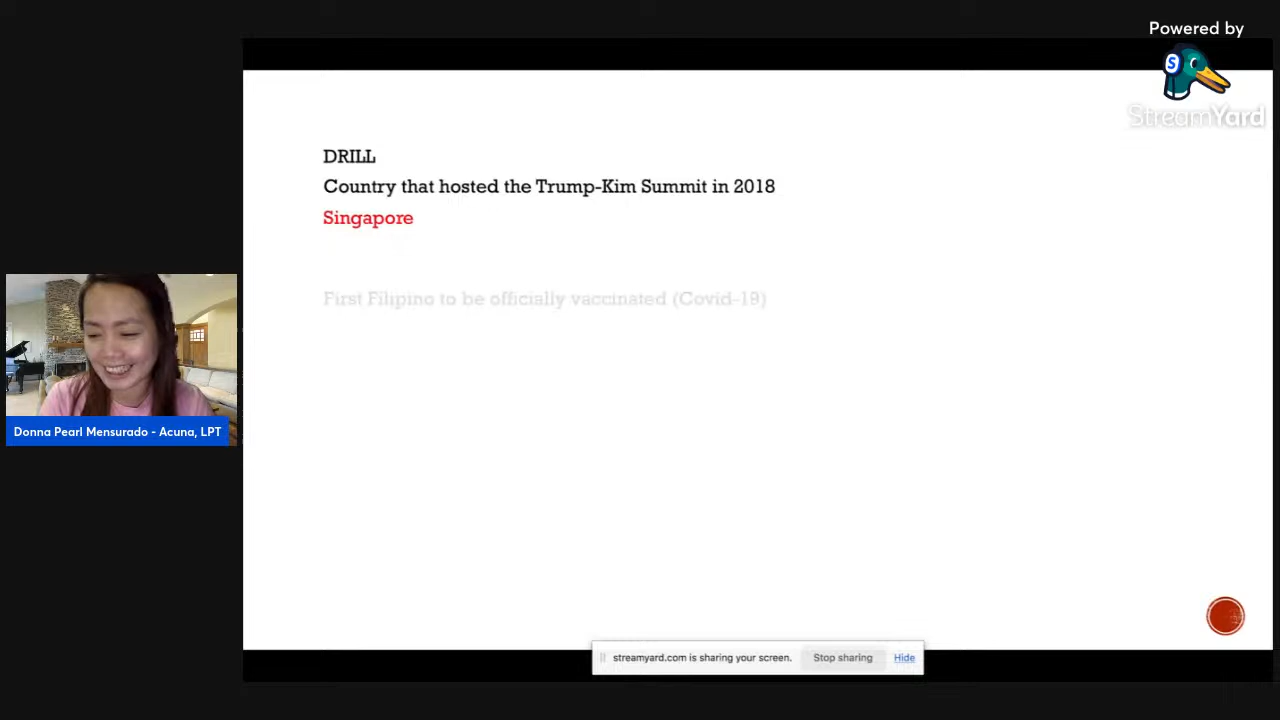 Powered by
S
StreamYard
DRILL
Country that hosted the Trump-Kim Summit in 2018
Singapore
First Filipino to be officially vaccinated (Covid-19)
Donna Pearl Mensurado - Acuna, LPT
streamyard.com is sharing your screen. Stop sharing Hide